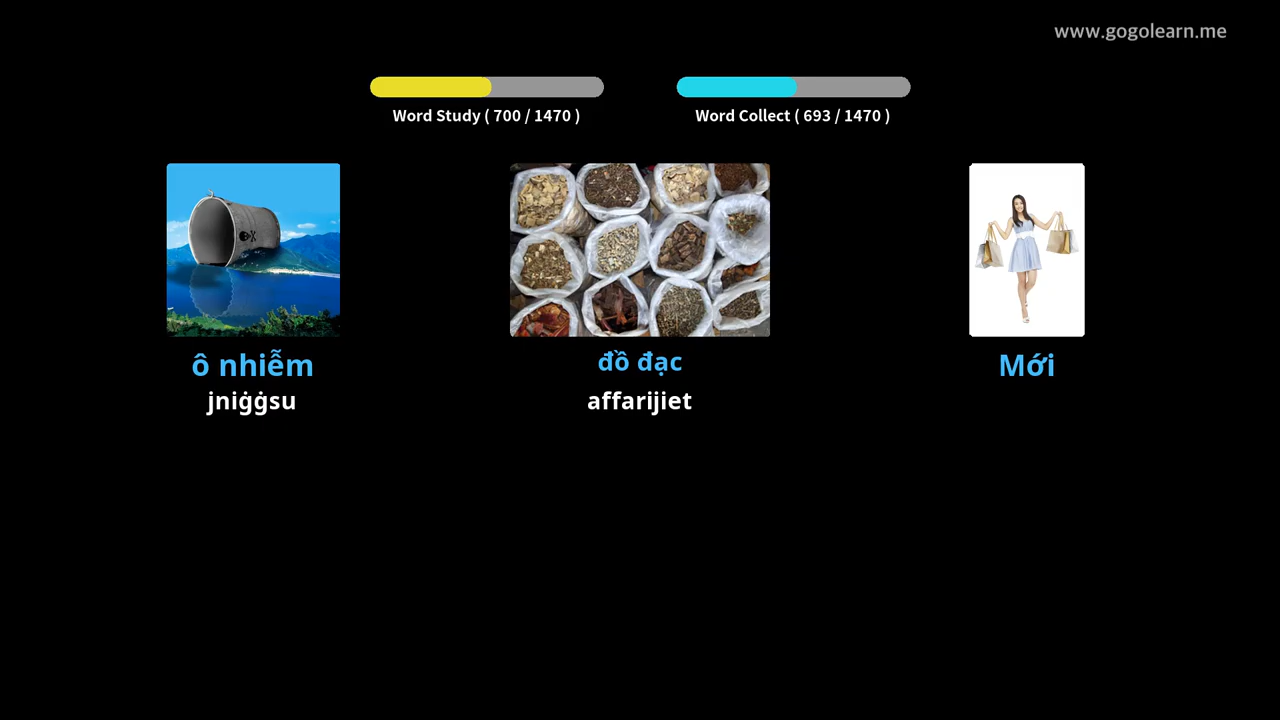 www.gogolearn.me
Word Study ( 700 / 1470 )
Word Collect ( 693 / 1470 )
ô nhiễm
jniġġsu
đồ đạc
affarijiet
Mới